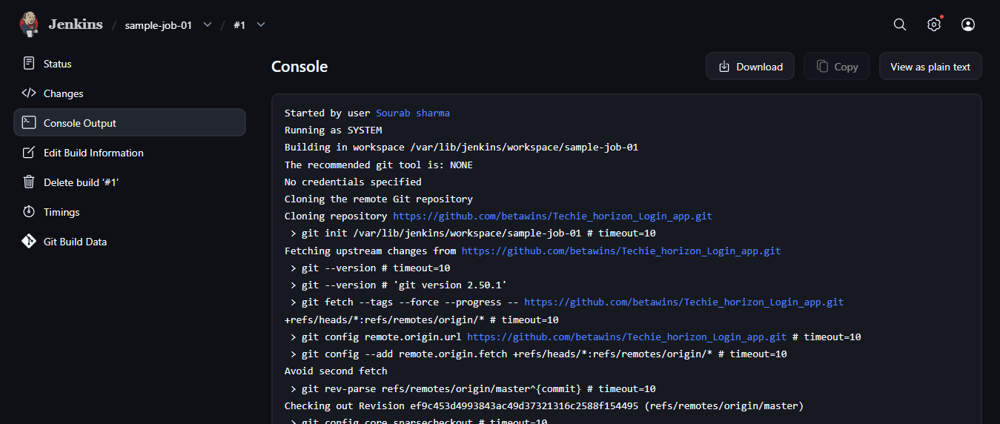 Jenkins / sample-job-01 / #1
Status
Changes
Console Output
Edit Build Information
Delete build ‘#1’
Timings
Git Build Data
Console
Download
Copy
View as plain text
Started by user Sourab sharma
Running as SYSTEM
Building in workspace /var/lib/jenkins/workspace/sample-job-01
The recommended git tool is: NONE
No credentials specified
Cloning the remote Git repository
Cloning repository https://github.com/betawins/Techie_horizon_Login_app.git
 > git init /var/lib/jenkins/workspace/sample-job-01 # timeout=10
Fetching upstream changes from https://github.com/betawins/Techie_horizon_Login_app.git
 > git --version # timeout=10
 > git --version # 'git version 2.50.1'
 > git fetch --tags --force --progress -- https://github.com/betawins/Techie_horizon_Login_app.git
+refs/heads/*:refs/remotes/origin/* # timeout=10
 > git config remote.origin.url https://github.com/betawins/Techie_horizon_Login_app.git # timeout=10
 > git config --add remote.origin.fetch +refs/heads/*:refs/remotes/origin/* # timeout=10
Avoid second fetch
 > git rev-parse refs/remotes/origin/master^{commit} # timeout=10
Checking out Revision ef9c453d4993843ac49d37321316c2588f154495 (refs/remotes/origin/master)
 > git config core.sparsecheckout # timeout=10